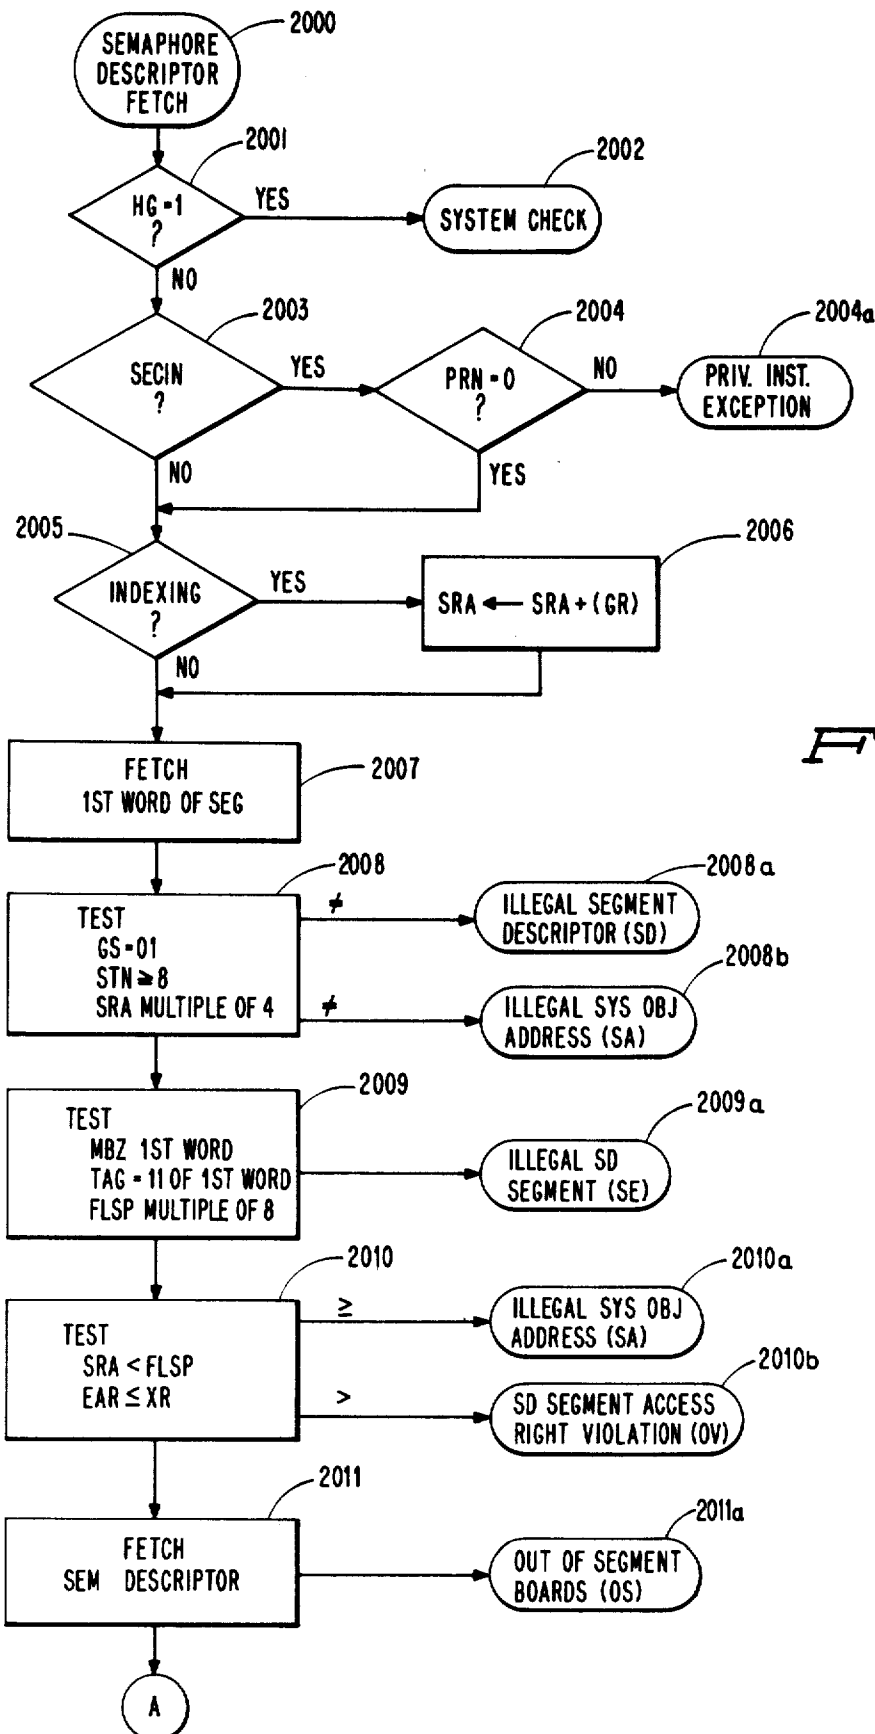 2000
SEMAPHORE
DESCRIPTOR
FETCH
2001
HG=1
?
YES
2002
SYSTEM CHECK
NO
2003
SECIN
?
YES
2004
PRN=0
?
NO
2004a
PRIV. INST.
EXCEPTION
NO
YES
2005
INDEXING
?
YES
2006
SRA ← SRA+(GR)
NO
FETCH
1ST WORD OF SEG
2007
2008
TEST
GS=01
STN ≥ 8
SRA MULTIPLE OF 4
≠
2008a
ILLEGAL SEGMENT
DESCRIPTOR (SD)
≠
2008b
ILLEGAL SYS OBJ
ADDRESS (SA)
2009
TEST
MBZ 1ST WORD
TAG = 11 OF 1ST WORD
FLSP MULTIPLE OF 8
2009a
ILLEGAL SD
SEGMENT (SE)
2010
TEST
SRA < FLSP
EAR ≤ XR
≥
2010a
ILLEGAL SYS OBJ
ADDRESS (SA)
>
2010b
SD SEGMENT ACCESS
RIGHT VIOLATION (OV)
2011
FETCH
SEM DESCRIPTOR
2011a
OUT OF SEGMENT
BOARDS (OS)
A